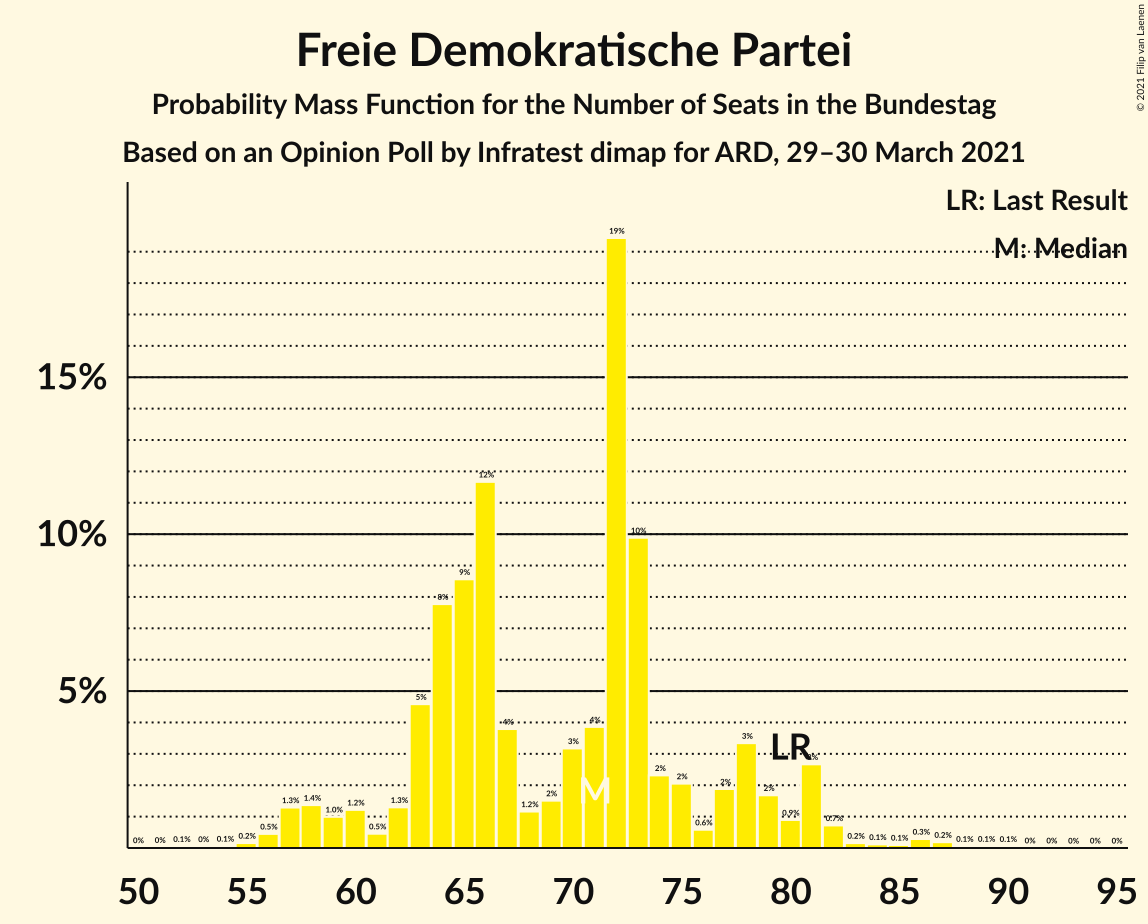 Freie Demokratische Partei
Probability Mass Function for the Number of Seats in the Bundestag
Based on an Opinion Poll by Infratest dimap for ARD, 29–30 March 2021
© 2021 Filip van Laenen
LR: Last Result
M: Median
15%
10%
5%
0% 0% 0.1% 0% 0.1% 0.2% 0.5% 1.3% 1.4% 1.0% 1.2% 0.5% 1.3% 5% 8% 9% 12% 4% 1.2% 2% 3% 4% 19% 10% 2% 2% 0.6% 2% 3% 2% 0.9% 3% 0.7% 0.2% 0.1% 0.1% 0.3% 0.2% 0.1% 0.1% 0.1% 0% 0% 0% 0% 0%
M
LR
50 55 60 65 70 75 80 85 90 95